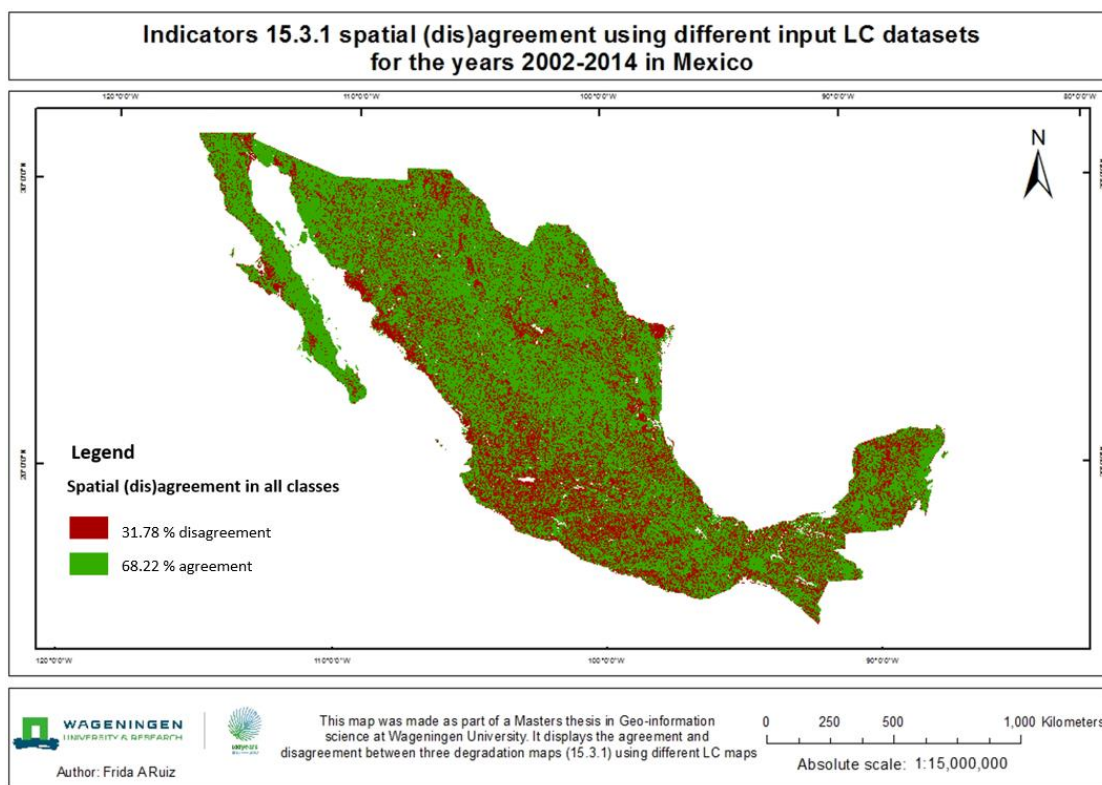 Indicators 15.3.1 spatial (dis)agreement using different input LC datasets
for the years 2002-2014 in Mexico
120°0'0"W 110°0'0"W 100°0'0"W 90°0'0"W 80°0'0"W
N
Legend
Spatial (dis)agreement in all classes
31.78 % disagreement
68.22 % agreement
120°0'0"W 110°0'0"W 100°0'0"W 90°0'0"W
WAGENINGEN
UNIVERSITY & RESEARCH
Author: Frida A Ruiz
This map was made as part of a Masters thesis in Geo-information
science at Wageningen University. It displays the agreement and
disagreement between three degradation maps (15.3.1) using different LC maps
0 250 500 1,000 Kilometers
Absolute scale: 1:15,000,000